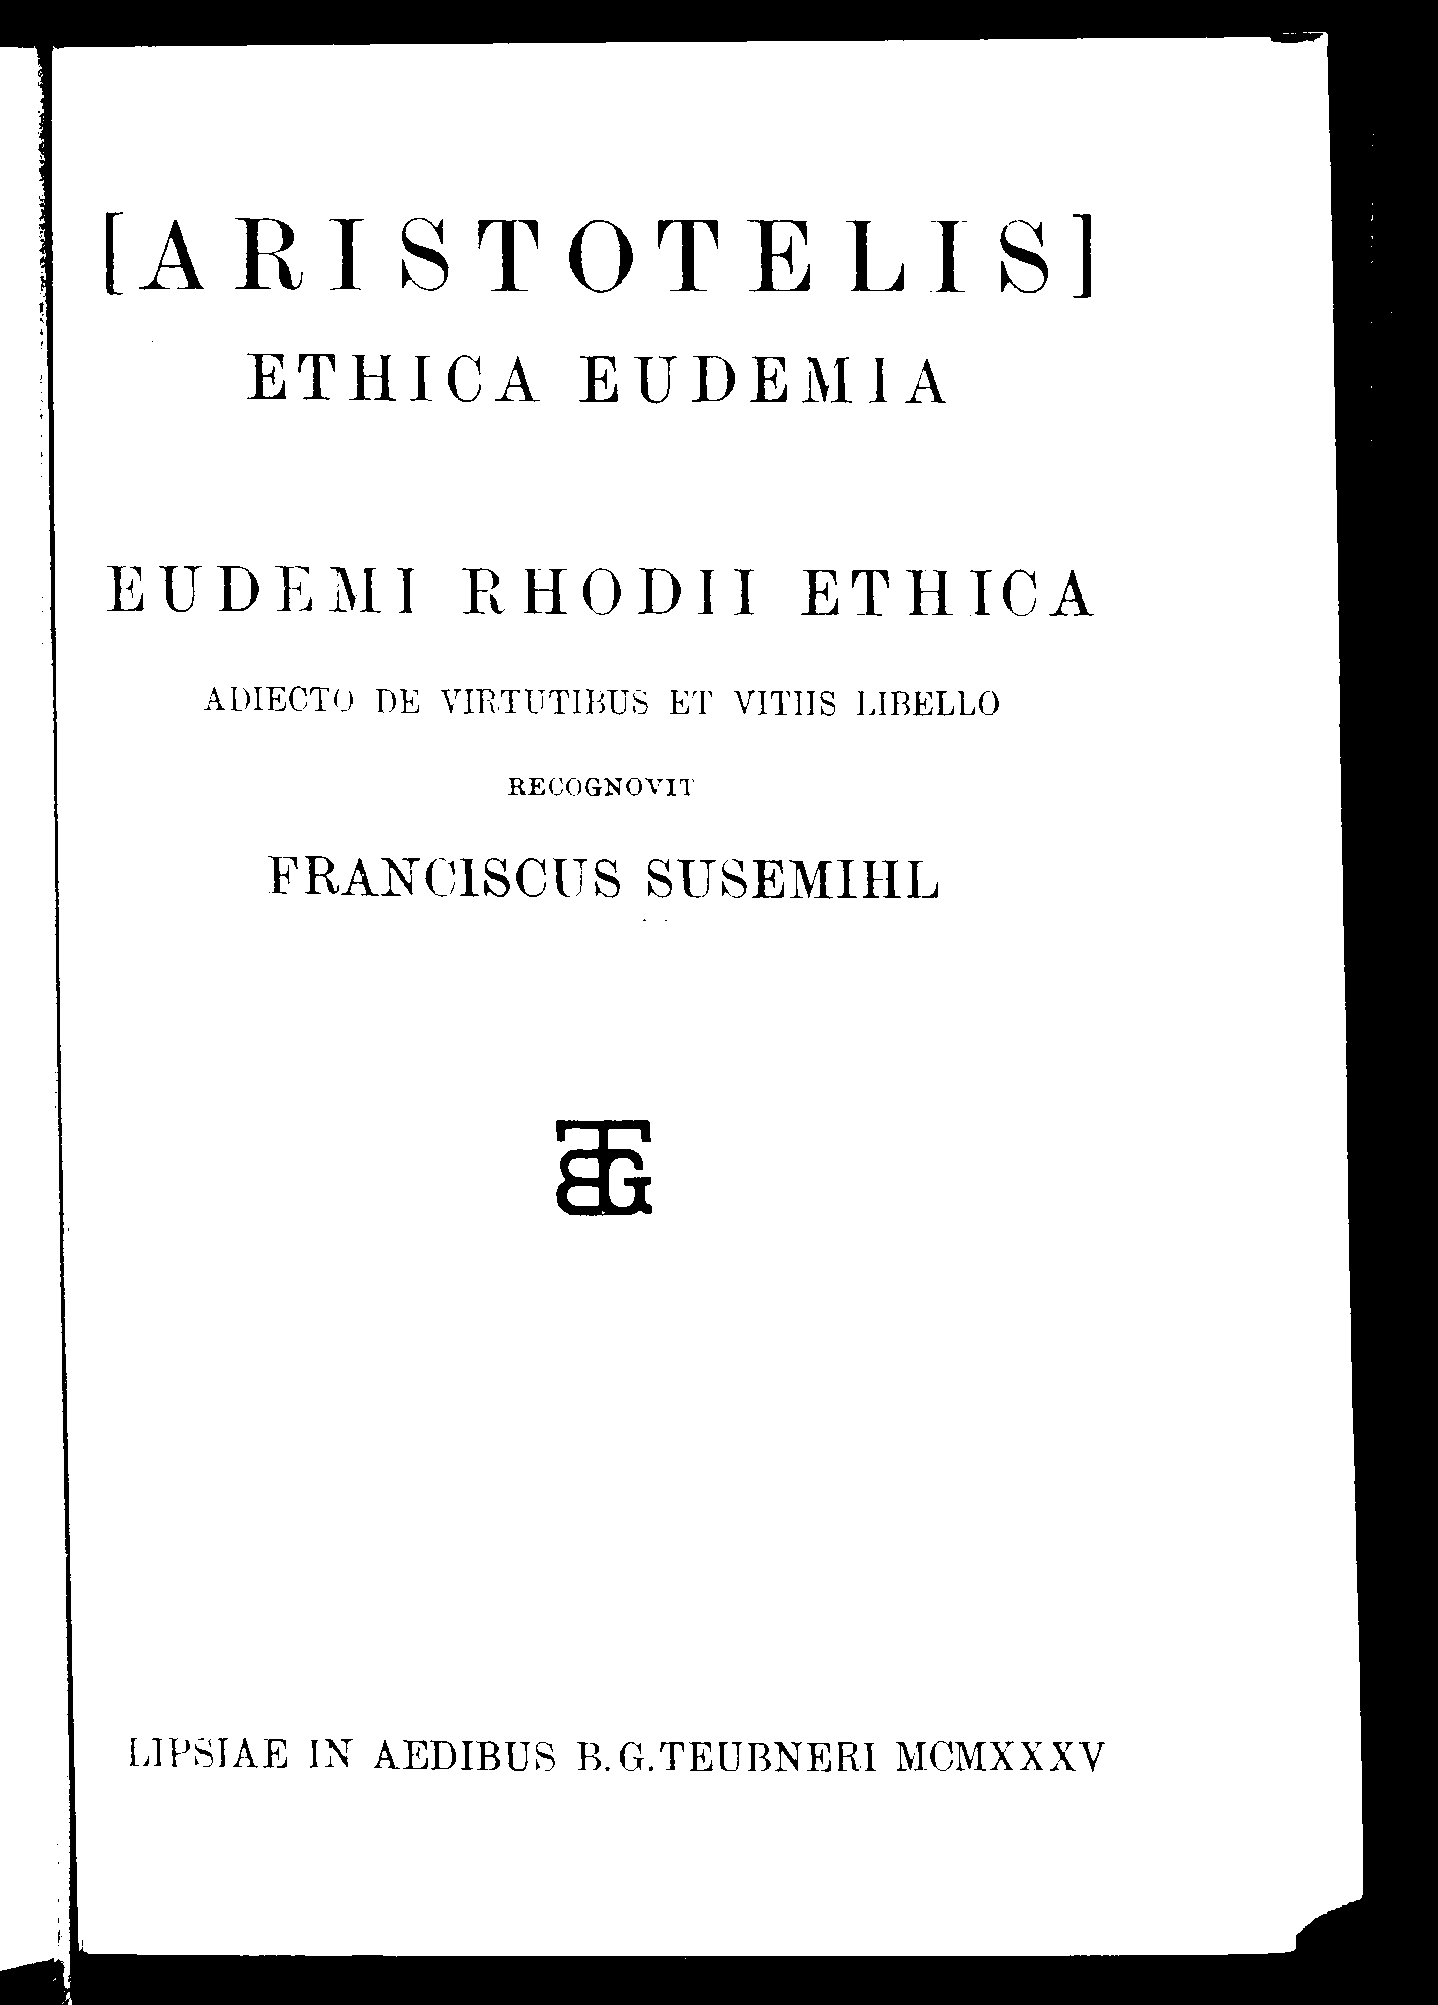 [ARISTOTELIS]
ETHICA EUDEMIA
EUDEMI RHODII ETHICA
ADIECTO DE VIRTUTIBUS ET VITIIS LIBELLO
RECOGNOVIT
FRANCISCUS SUSEMIHL
BTG
LIPSIAE IN AEDIBUS B.G.TEUBNERI MCMXXXV